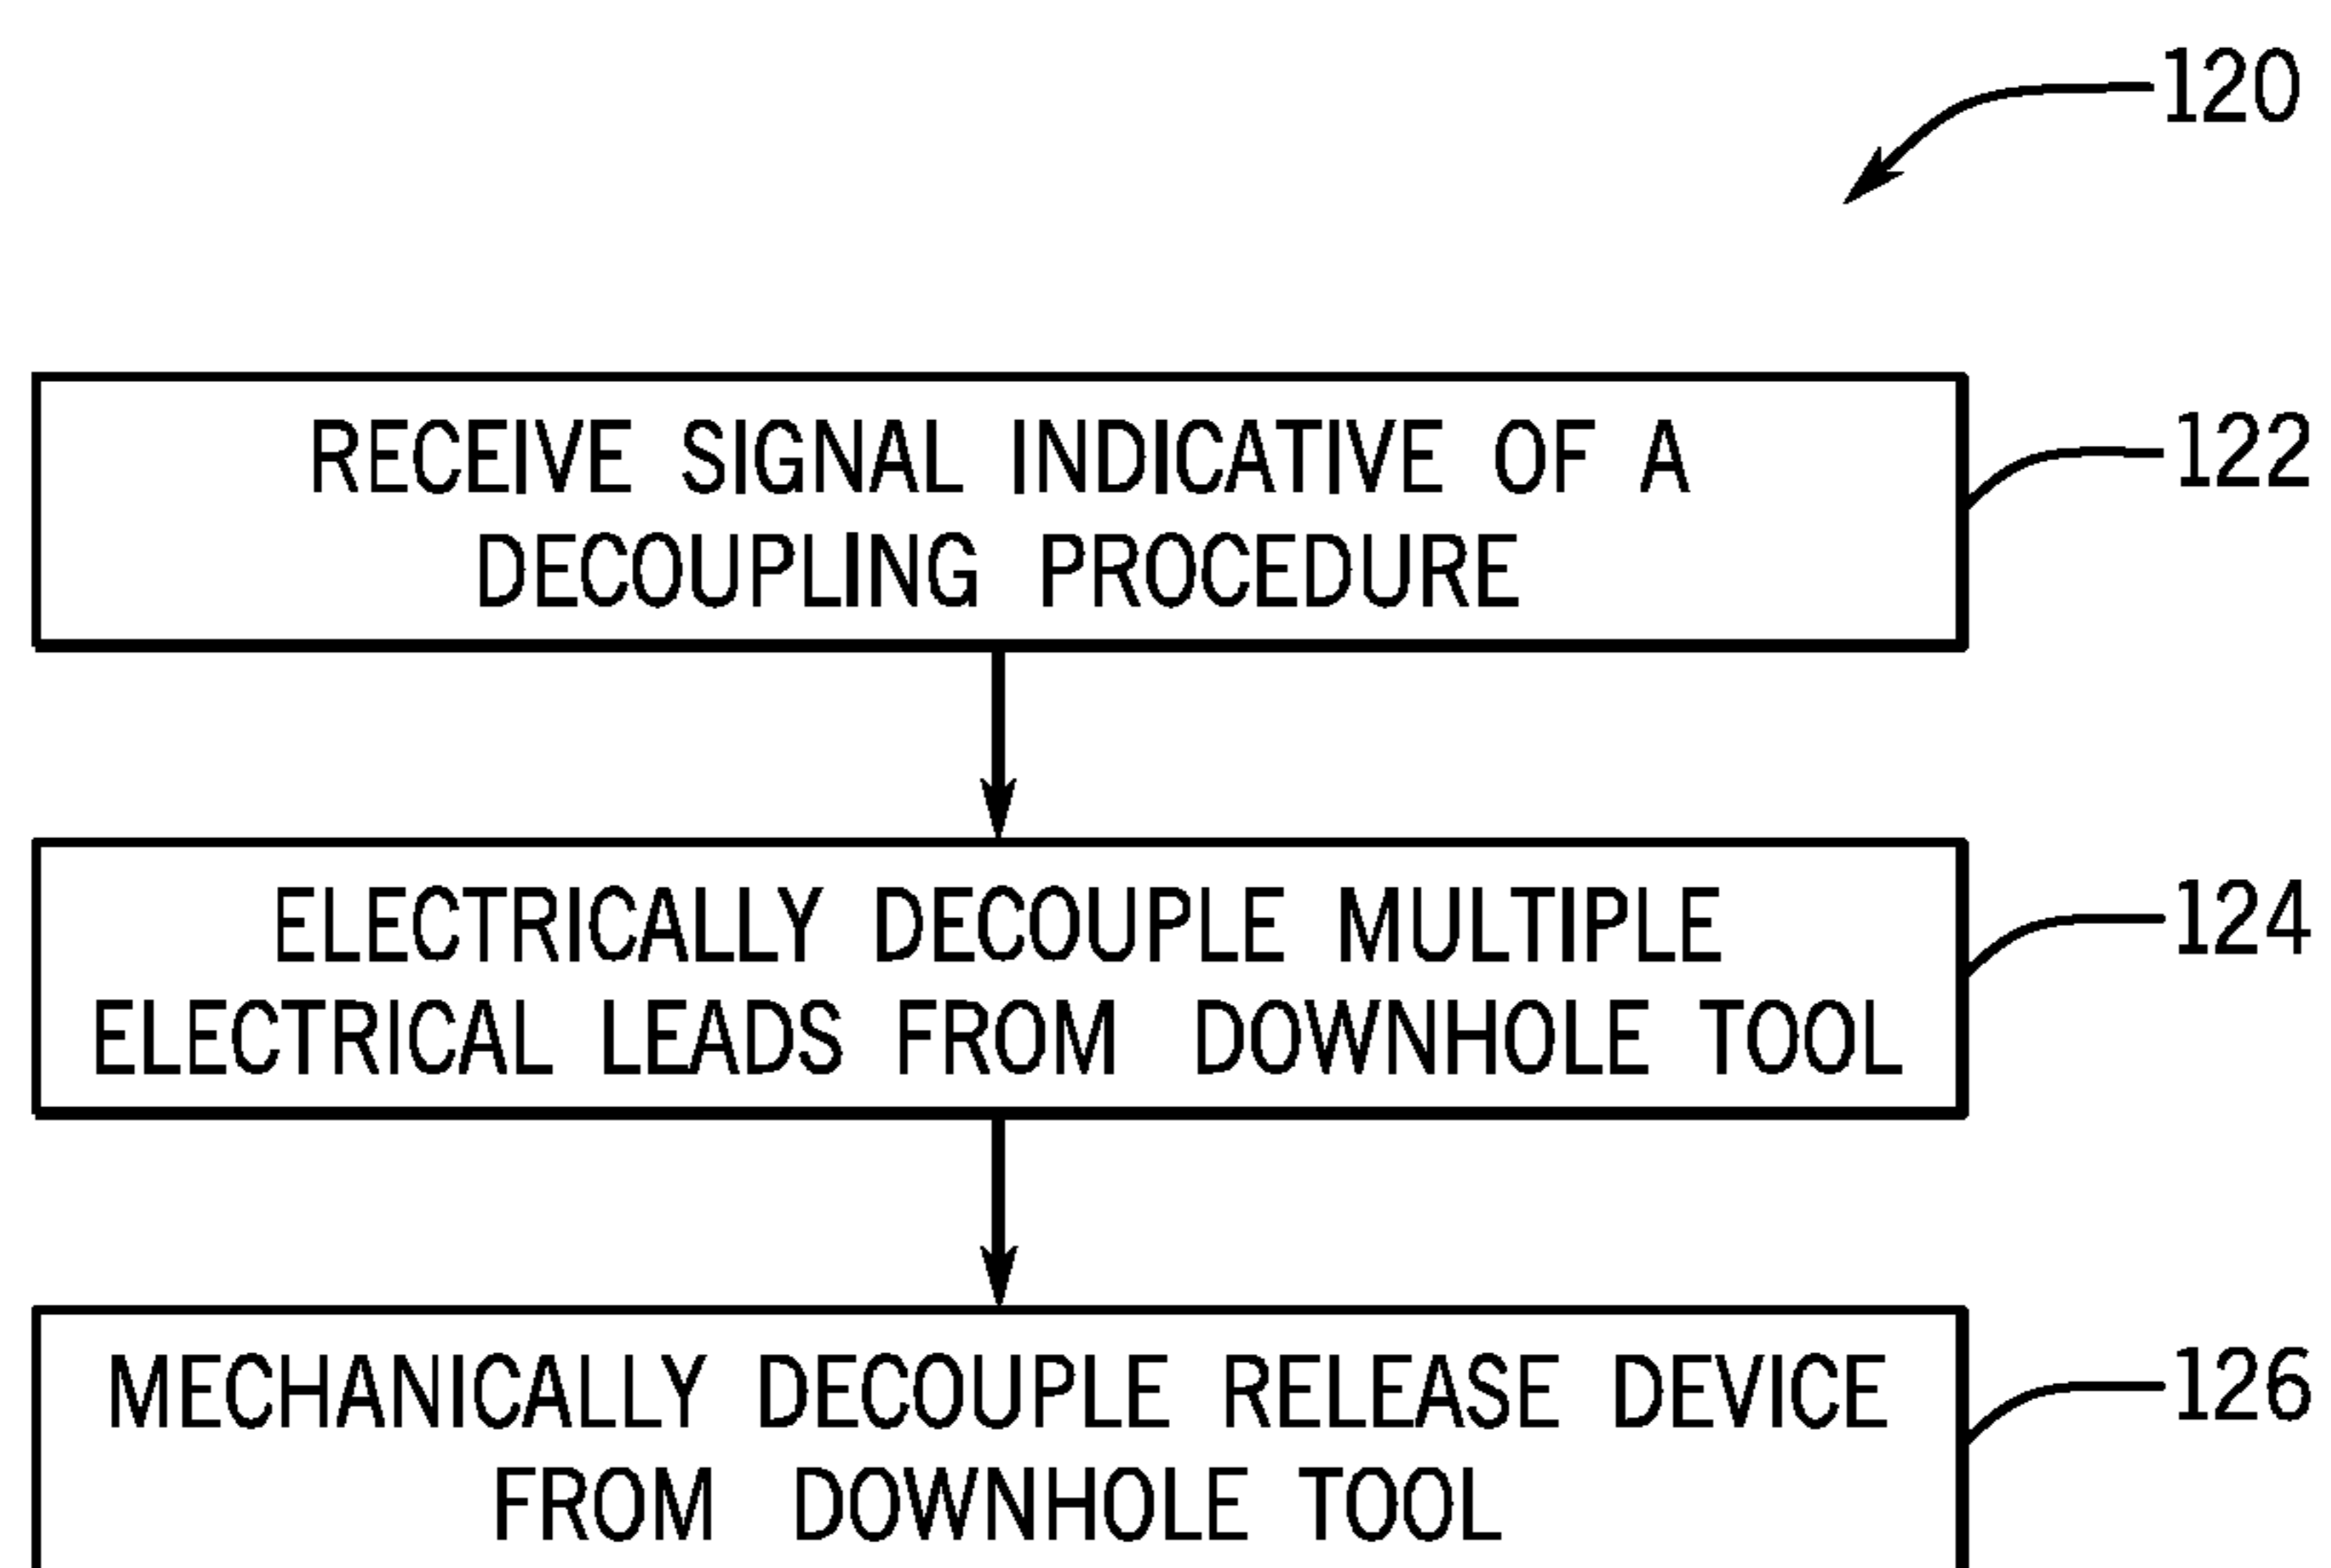 120
RECEIVE SIGNAL INDICATIVE OF A
DECOUPLING PROCEDURE
122
ELECTRICALLY DECOUPLE MULTIPLE
ELECTRICAL LEADS FROM DOWNHOLE TOOL
124
MECHANICALLY DECOUPLE RELEASE DEVICE
FROM DOWNHOLE TOOL
126